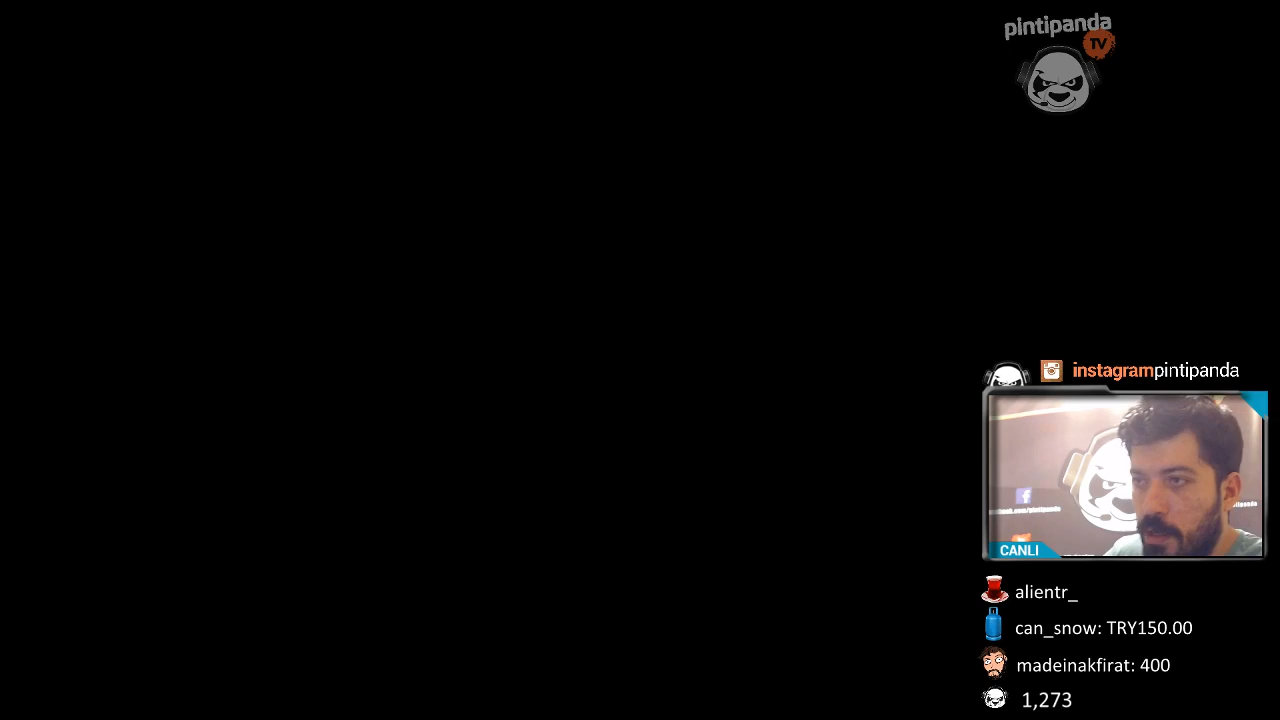 pintipanda
TV
instagrampintipanda
CANLI
alientr_
can_snow: TRY150.00
madeinakfirat: 400
1,273